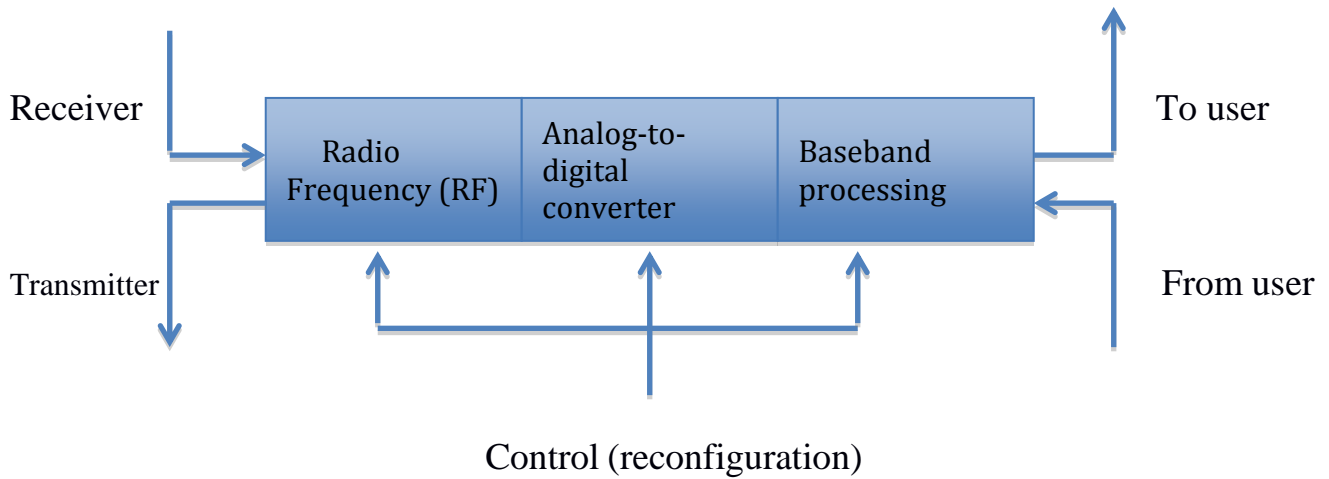 Receiver
Radio
Frequency (RF)
Analog-to-
digital
converter
Baseband
processing
To user
Transmitter
From user
Control (reconfiguration)